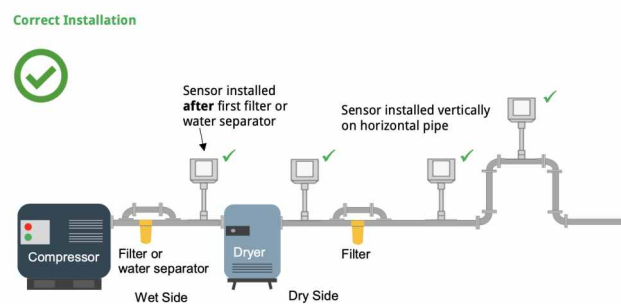 Correct Installation
Sensor installed
after first filter or
water separator
Sensor installed vertically
on horizontal pipe
Compressor
Filter or
water separator
Dryer
Filter
Wet Side
Dry Side